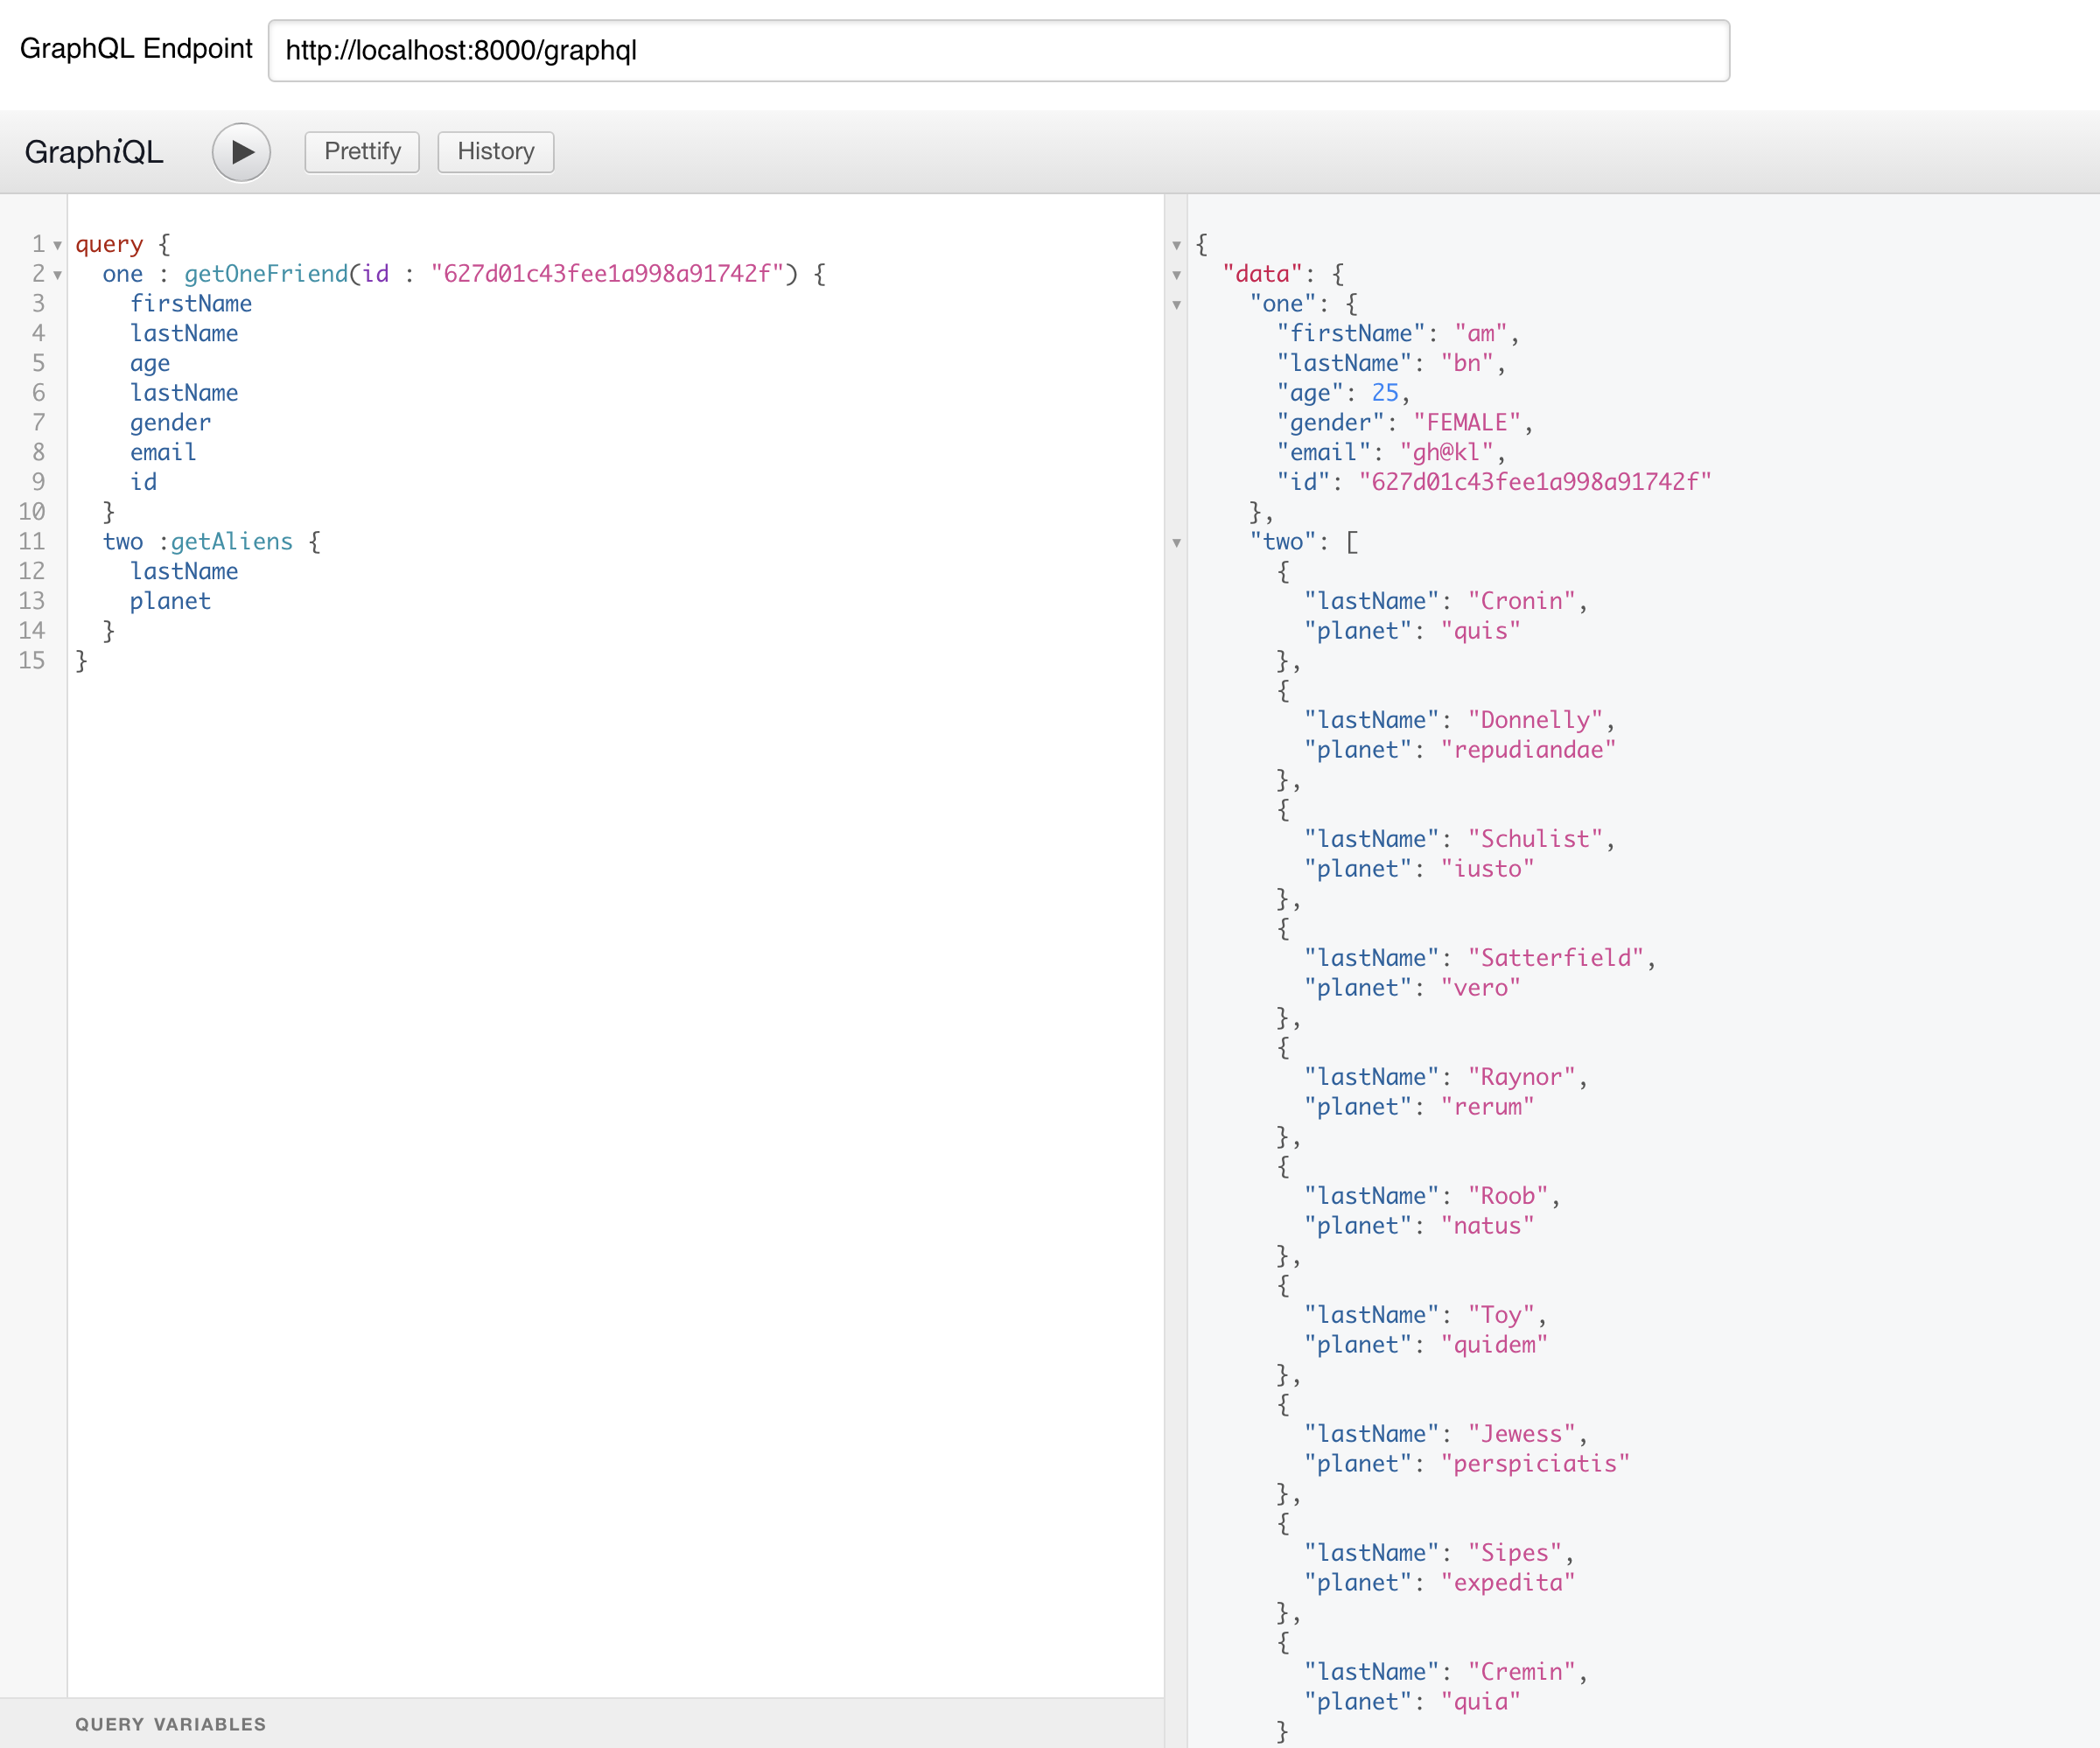 GraphQL Endpoint http://localhost:8000/graphql
GraphiQL Prettify History
1 query {
2 one : getOneFriend(id : "627d01c43fee1a998a91742f") {
3 firstName
4 lastName
5 age
6 lastName
7 gender
8 email
9 id
10 }
11 two :getAliens {
12 lastName
13 planet
14 }
15 }
QUERY VARIABLES
{
"data": {
"one": {
"firstName": "am",
"lastName": "bn",
"age": 25,
"gender": "FEMALE",
"email": "gh@kl",
"id": "627d01c43fee1a998a91742f"
},
"two": [
{
"lastName": "Cronin",
"planet": "quis"
},
{
"lastName": "Donnelly",
"planet": "repudiandae"
},
{
"lastName": "Schulist",
"planet": "iusto"
},
{
"lastName": "Satterfield",
"planet": "vero"
},
{
"lastName": "Raynor",
"planet": "rerum"
},
{
"lastName": "Roob",
"planet": "natus"
},
{
"lastName": "Toy",
"planet": "quidem"
},
{
"lastName": "Jewess",
"planet": "perspiciatis"
},
{
"lastName": "Sipes",
"planet": "expedita"
},
{
"lastName": "Cremin",
"planet": "quia"
}